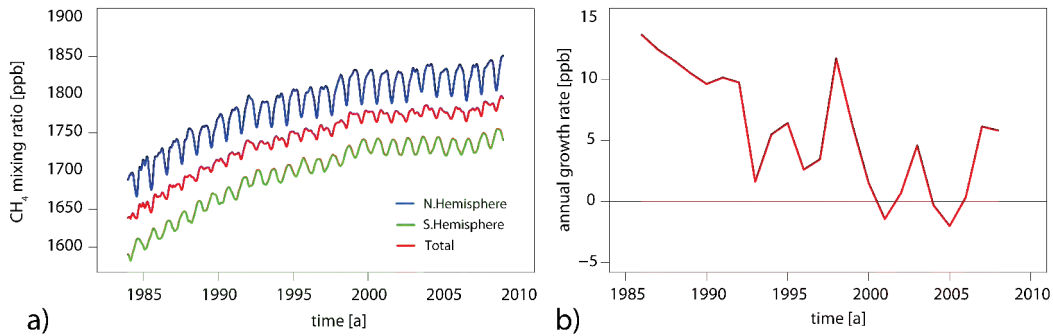 1900
1850
1800
1750
1700
1650
1600
CH₄ mixing ratio [ppb]
N.Hemisphere
S.Hemisphere
Total
1985 1990 1995 2000 2005 2010
time [a]
a)
15
10
5
0
−5
annual growth rate [ppb]
1985 1990 1995 2000 2005 2010
time [a]
b)